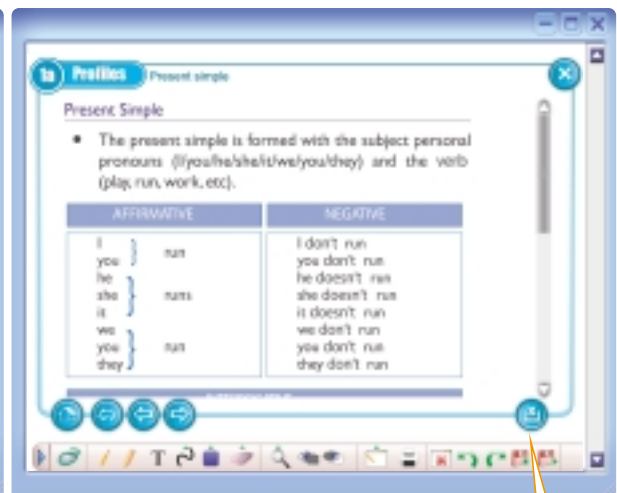 1a Profiles Present simple
Present Simple
• The present simple is formed with the subject personal
pronouns (I/you/he/she/it/we/you/they) and the verb
(play, run, work, etc).
AFFIRMATIVE NEGATIVE
I
you
run
he
she
it
runs
we
you
they
run
I don't run
you don't run
he doesn't run
she doesn't run
it doesn't run
we don't run
you don't run
they don't run
T